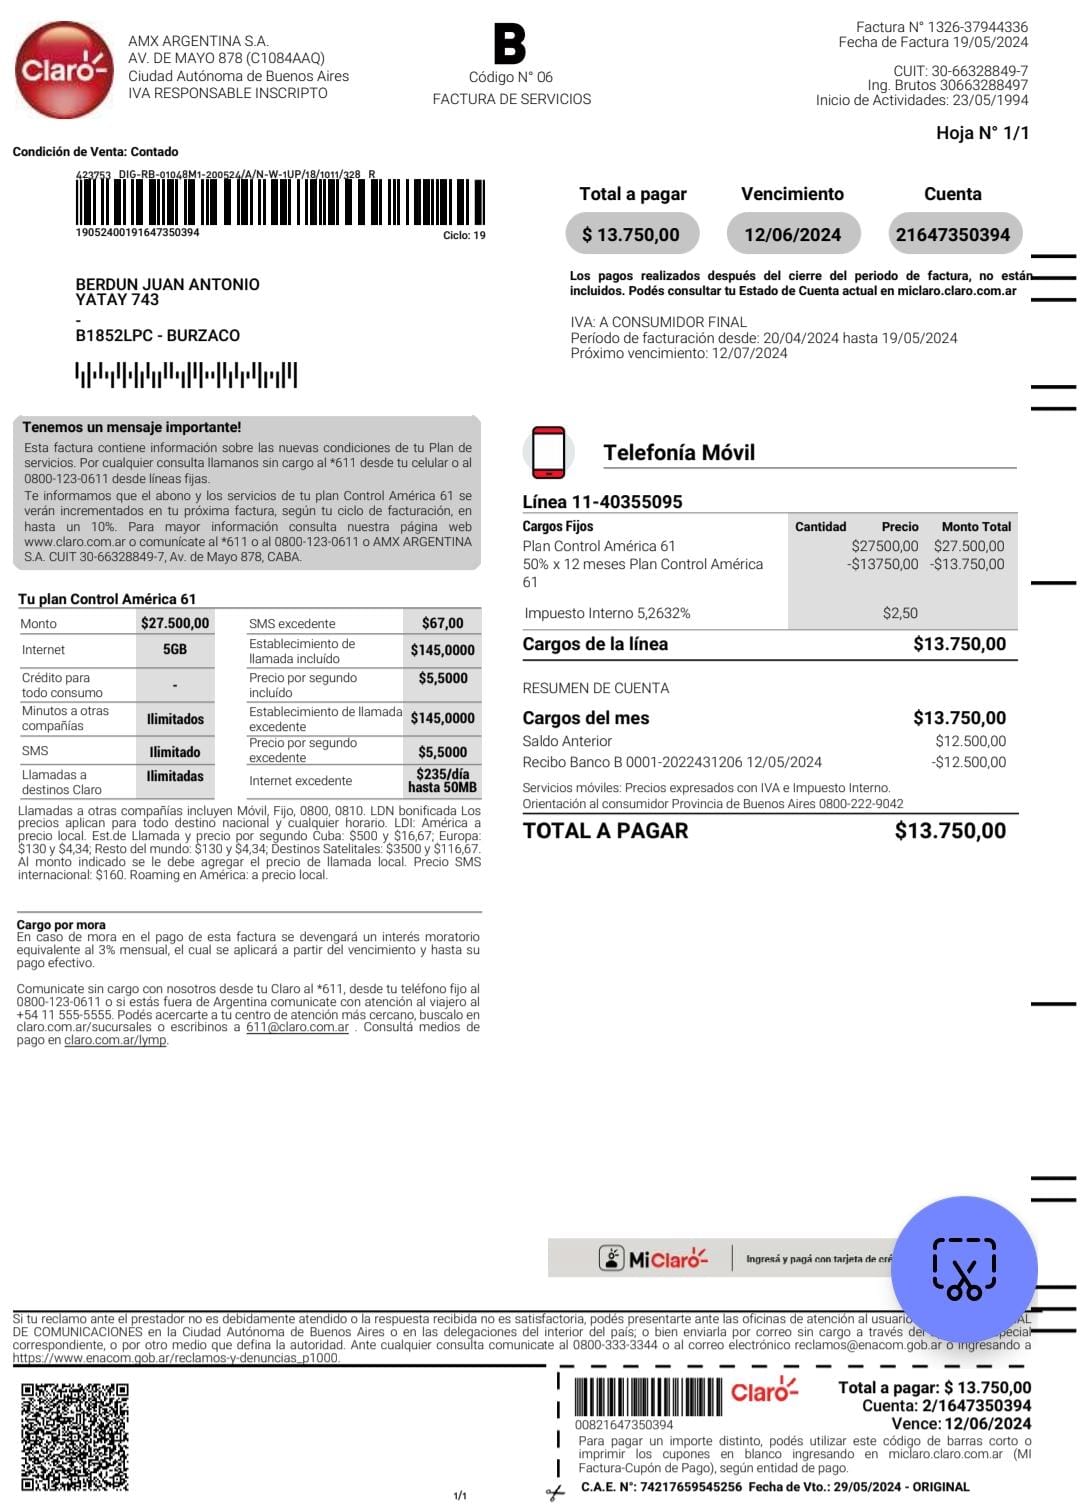 Claro
AMX ARGENTINA S.A.
AV. DE MAYO 878 (C1084AAQ)
Ciudad Autónoma de Buenos Aires
IVA RESPONSABLE INSCRIPTO
B
Código N° 06
FACTURA DE SERVICIOS
Factura N° 1326-37944336
Fecha de Factura 19/05/2024
CUIT: 30-66328849-7
Ing. Brutos 30663288497
Inicio de Actividades: 23/05/1994
Hoja N° 1/1
Condición de Venta: Contado
423753 DIG-RB-01048M1-200524/A/N-W-1UP/18/1011/328 R
19052400191647350394
Ciclo: 19
Total a pagar Vencimiento Cuenta
$ 13.750,00 12/06/2024 21647350394
Los pagos realizados después del cierre del periodo de factura, no están
incluidos. Podés consultar tu Estado de Cuenta actual en miclaro.claro.com.ar
BERDUN JUAN ANTONIO
YATAY 743
-
B1852LPC - BURZACO
IVA: A CONSUMIDOR FINAL
Período de facturación desde: 20/04/2024 hasta 19/05/2024
Próximo vencimiento: 12/07/2024
Tenemos un mensaje importante!
Esta factura contiene información sobre las nuevas condiciones de tu Plan de
servicios. Por cualquier consulta llamanos sin cargo al *611 desde tu celular o al
0800-123-0611 desde líneas fijas.
Te informamos que el abono y los servicios de tu plan Control América 61 se
verán incrementados en tu próxima factura, según tu ciclo de facturación, en
hasta un 10%. Para mayor información consulta nuestra página web
www.claro.com.ar o comunícate al *611 o al 0800-123-0611 o AMX ARGENTINA
S.A. CUIT 30-66328849-7, Av. de Mayo 878, CABA.
Tu plan Control América 61
Monto $27.500,00
Internet 5GB
Crédito para
todo consumo -
Minutos a otras
compañías Ilimitados
SMS Ilimitado
Llamadas a
destinos Claro Ilimitadas
SMS excedente $67,00
Establecimiento de
llamada incluído $145,0000
Precio por segundo
incluído $5,5000
Establecimiento de llamada
excedente $145,0000
Precio por segundo
excedente $5,5000
Internet excedente $235/día
hasta 50MB
Llamadas a otras compañías incluyen Móvil, Fijo, 0800, 0810. LDN bonificada Los
precios aplican para todo destino nacional y cualquier horario. LDI: América a
precio local. Est.de Llamada y precio por segundo Cuba: $500 y $16,67; Europa:
$130 y $4,34; Resto del mundo: $130 y $4,34; Destinos Satelitales: $3500 y $116,67.
Al monto indicado se le debe agregar el precio de llamada local. Precio SMS
internacional: $160. Roaming en América: a precio local.
Cargo por mora
En caso de mora en el pago de esta factura se devengará un interés moratorio
equivalente al 3% mensual, el cual se aplicará a partir del vencimiento y hasta su
pago efectivo.
Comunicate sin cargo con nosotros desde tu Claro al *611, desde tu teléfono fijo al
0800-123-0611 o si estás fuera de Argentina comunicate con atención al viajero al
+54 11 555-5555. Podés acercarte a tu centro de atención más cercano, buscalo en
claro.com.ar/sucursales o escribinos a 611@claro.com.ar . Consultá medios de
pago en claro.com.ar/lymp.
Telefonía Móvil
Línea 11-40355095
Cargos Fijos Cantidad Precio Monto Total
Plan Control América 61 $27500,00 $27.500,00
50% x 12 meses Plan Control América -$13750,00 -$13.750,00
61
Impuesto Interno 5,2632% $2,50
Cargos de la línea $13.750,00
RESUMEN DE CUENTA
Cargos del mes $13.750,00
Saldo Anterior $12.500,00
Recibo Banco B 0001-2022431206 12/05/2024 -$12.500,00
Servicios móviles: Precios expresados con IVA e Impuesto Interno.
Orientación al consumidor Provincia de Buenos Aires 0800-222-9042
TOTAL A PAGAR $13.750,00
MiClaro
Ingresá y pagá con tarjeta de
Si tu reclamo ante el prestador no es debidamente atendido o la respuesta recibida no es satisfactoria, podés presentarte ante las oficinas de atención al usuario
DE COMUNICACIONES en la Ciudad Autónoma de Buenos Aires o en las delegaciones del interior del país; o bien enviarla por correo sin cargo a través del
correspondiente, o por otro medio que defina la autoridad. Ante cualquier consulta comunicate al 0800-333-3344 o al correo electrónico reclamos@enacom.gob.ar o ingresando a
https://www.enacom.gob.ar/reclamos-y-denuncias_p1000.
1/1
Claro
00821647350394
Total a pagar: $ 13.750,00
Cuenta: 2/1647350394
Vence: 12/06/2024
Para pagar un importe distinto, podés utilizar este código de barras corto o
imprimir los cupones en blanco ingresando en miclaro.claro.com.ar (MI
Factura-Cupón de Pago), según entidad de pago.
C.A.E. N°: 74217659545256 Fecha de Vto.: 29/05/2024 - ORIGINAL